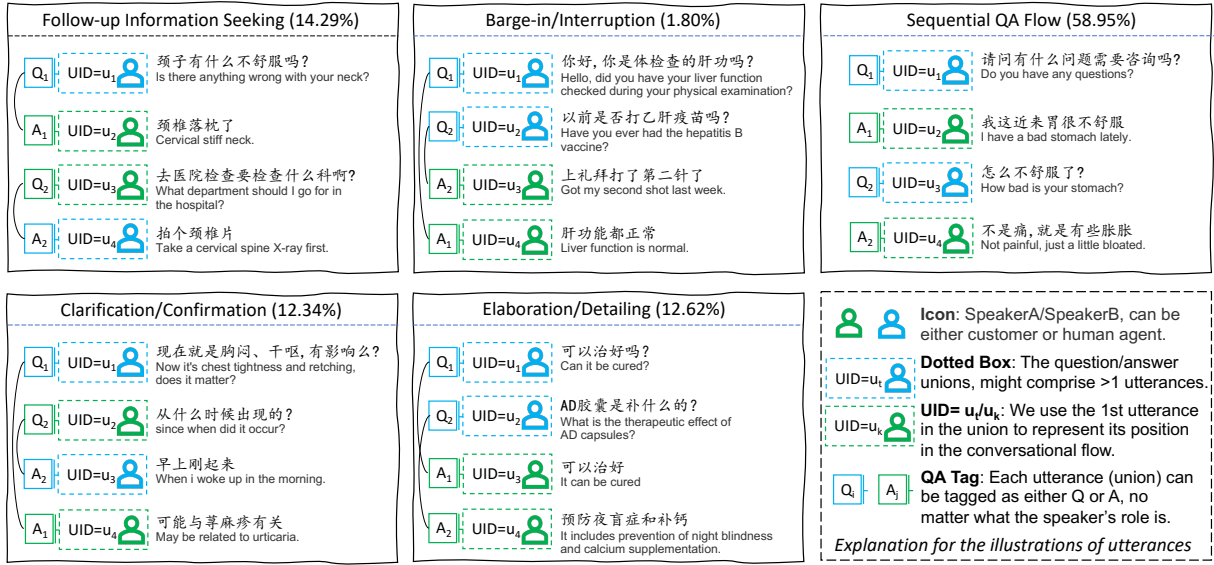 Follow-up Information Seeking (14.29%)
Q1 UID=u1 颈子有什么不舒服吗?
Is there anything wrong with your neck?
A1 UID=u2 颈椎落枕了
Cervical stiff neck.
Q2 UID=u3 去医院检查要检查什么科啊?
What department should I go for in
the hospital?
A2 UID=u4 拍个颈椎片
Take a cervical spine X-ray first.
Barge-in/Interruption (1.80%)
Q1 UID=u1 你好,你是体检查的肝功吗?
Hello, did you have your liver function
checked during your physical examination?
Q2 UID=u2 以前是否打乙肝疫苗吗?
Have you ever had the hepatitis B
vaccine?
A2 UID=u3 上礼拜打了第二针了
Got my second shot last week.
A1 UID=u4 肝功能都正常
Liver function is normal.
Sequential QA Flow (58.95%)
Q1 UID=u1 请问有什么问题需要咨询吗?
Do you have any questions?
A1 UID=u2 我这近来胃很不舒服
I have a bad stomach lately.
Q2 UID=u3 怎么不舒服了?
How bad is your stomach?
A2 UID=u4 不是痛,就是有些胀胀
Not painful, just a little bloated.
Clarification/Confirmation (12.34%)
Q1 UID=u1 现在就是胸闷、干呕,有影响么?
Now it's chest tightness and retching,
does it matter?
Q2 UID=u2 从什么时候出现的?
since when did it occur?
A2 UID=u3 早上刚起来
When i woke up in the morning.
A1 UID=u4 可能与荨麻疹有关
May be related to urticaria.
Elaboration/Detailing (12.62%)
Q1 UID=u1 可以治好吗?
Can it be cured?
Q2 UID=u2 AD胶囊是补什么的?
What is the therapeutic effect of
AD capsules?
A1 UID=u3 可以治好
It can be cured
A2 UID=u4 预防夜盲症和补钙
It includes prevention of night blindness
and calcium supplementation.
Icon: SpeakerA/SpeakerB, can be
either customer or human agent.
UID=ut Dotted Box: The question/answer
unions, might comprise >1 utterances.
UID=uk UID= ut/uk: We use the 1st utterance
in the union to represent its position
in the conversational flow.
Qi Aj QA Tag: Each utterance (union) can
be tagged as either Q or A, no
matter what the speaker's role is.
Explanation for the illustrations of utterances